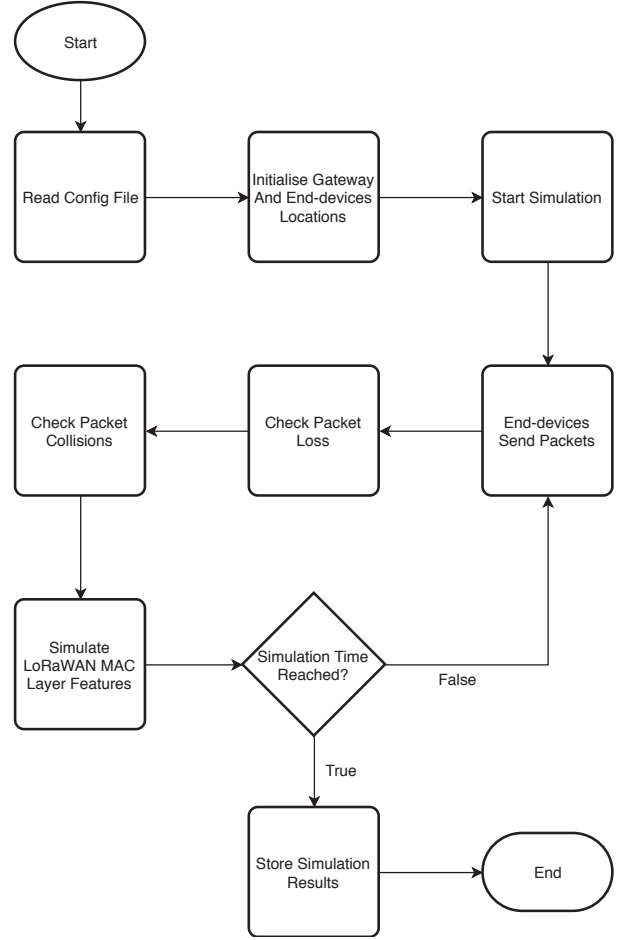 Start
Read Config File
Initialise Gateway
And End-devices
Locations
Start Simulation
End-devices
Send Packets
Check Packet
Loss
Check Packet
Collisions
Simulate
LoRaWAN MAC
Layer Features
Simulation Time
Reached?
False
True
Store Simulation
Results
End